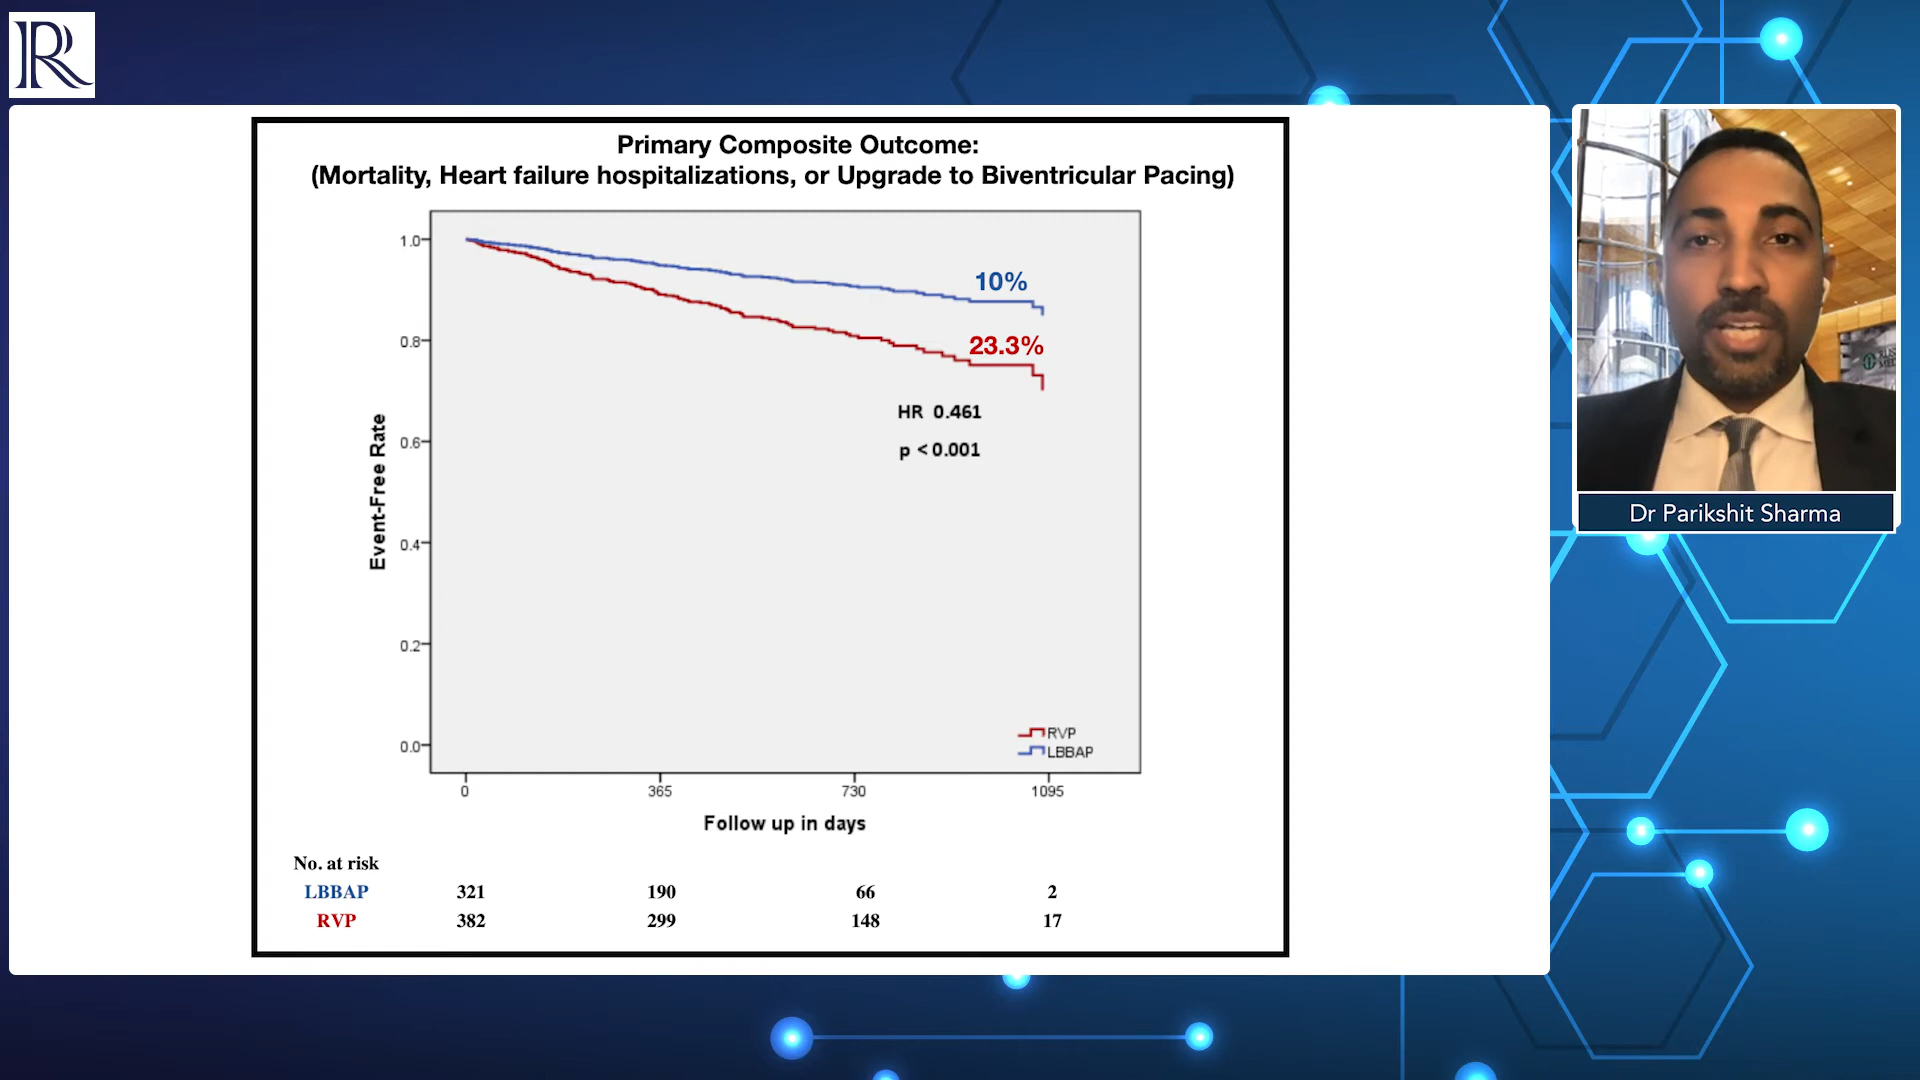 R
Primary Composite Outcome:
(Mortality, Heart failure hospitalizations, or Upgrade to Biventricular Pacing)
1.0
0.8
0.6
0.4
0.2
0.0
Event-Free Rate
10%
23.3%
HR 0.461
p < 0.001
RVP
LBBAP
0 365 730 1095
Follow up in days
No. at risk
LBBAP 321 190 66 2
RVP 382 299 148 17
Dr Parikshit Sharma